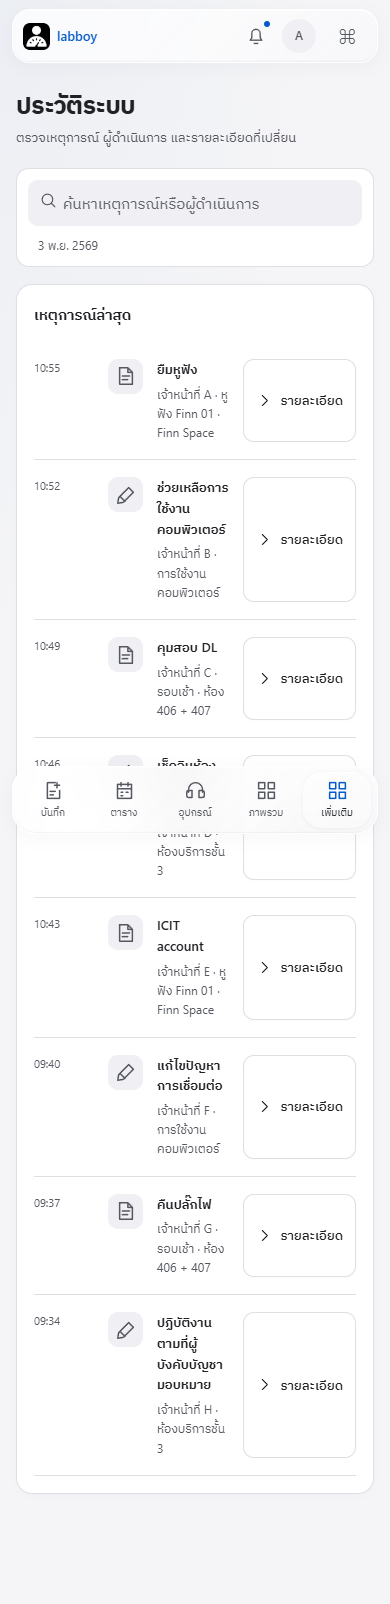 labboy
A
ประวัติระบบ
ตรวจเหตุการณ์ ผู้ดำเนินการ และรายละเอียดที่เปลี่ยน
ค้นหาเหตุการณ์หรือผู้ดำเนินการ
3 พ.ย. 2569
เหตุการณ์ล่าสุด
10:55
ยืมหูฟัง
เจ้าหน้าที่ A · หู
ฟัง Finn 01 ·
Finn Space
รายละเอียด
10:52
ช่วยเหลือการ
ใช้งาน
คอมพิวเตอร์
เจ้าหน้าที่ B ·
การใช้งาน
คอมพิวเตอร์
รายละเอียด
10:49
คุมสอบ DL
เจ้าหน้าที่ C ·
รอบเช้า · ห้อง
406 + 407
รายละเอียด
10:46
บันทึก
ตาราง
อุปกรณ์
ภาพรวม
เพิ่มเติม
ห้องบริการชั้น
3
10:43
ICIT
account
เจ้าหน้าที่ E · หู
ฟัง Finn 01 ·
Finn Space
รายละเอียด
09:40
แก้ไขปัญหา
การเชื่อมต่อ
เจ้าหน้าที่ F ·
การใช้งาน
คอมพิวเตอร์
รายละเอียด
09:37
คืนปลั๊กไฟ
เจ้าหน้าที่ G ·
รอบเช้า · ห้อง
406 + 407
รายละเอียด
09:34
ปฏิบัติงาน
ตามที่ผู้
บังคับบัญชา
มอบหมาย
เจ้าหน้าที่ H ·
ห้องบริการชั้น
3
รายละเอียด